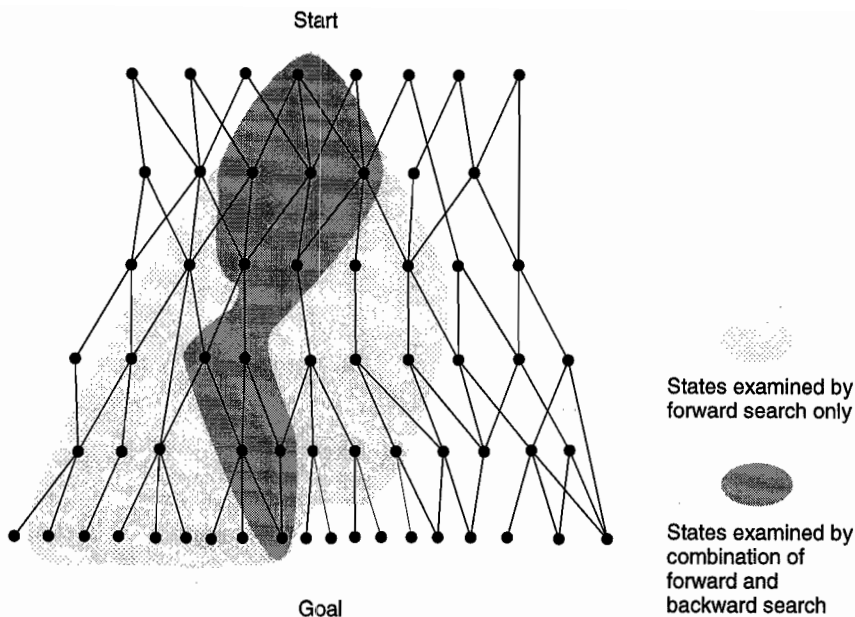 Start
States examined by
forward search only
States examined by
combination of
forward and
backward search
Goal